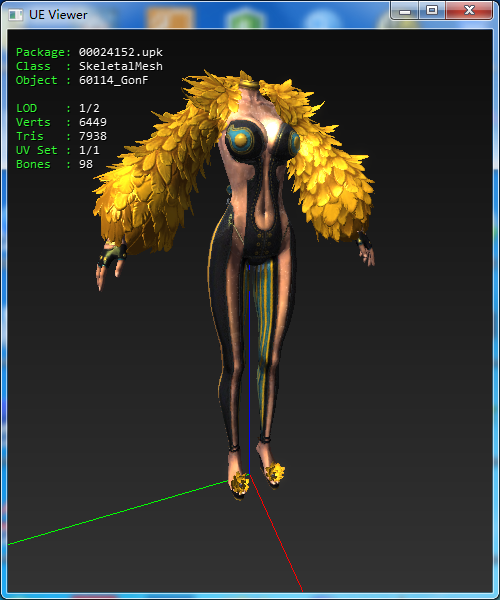 UE Viewer
Package: 00024152.upk
Class : SkeletalMesh
Object : 60114_GonF
LOD : 1/2
Verts : 6449
Tris : 7938
UV Set : 1/1
Bones : 98